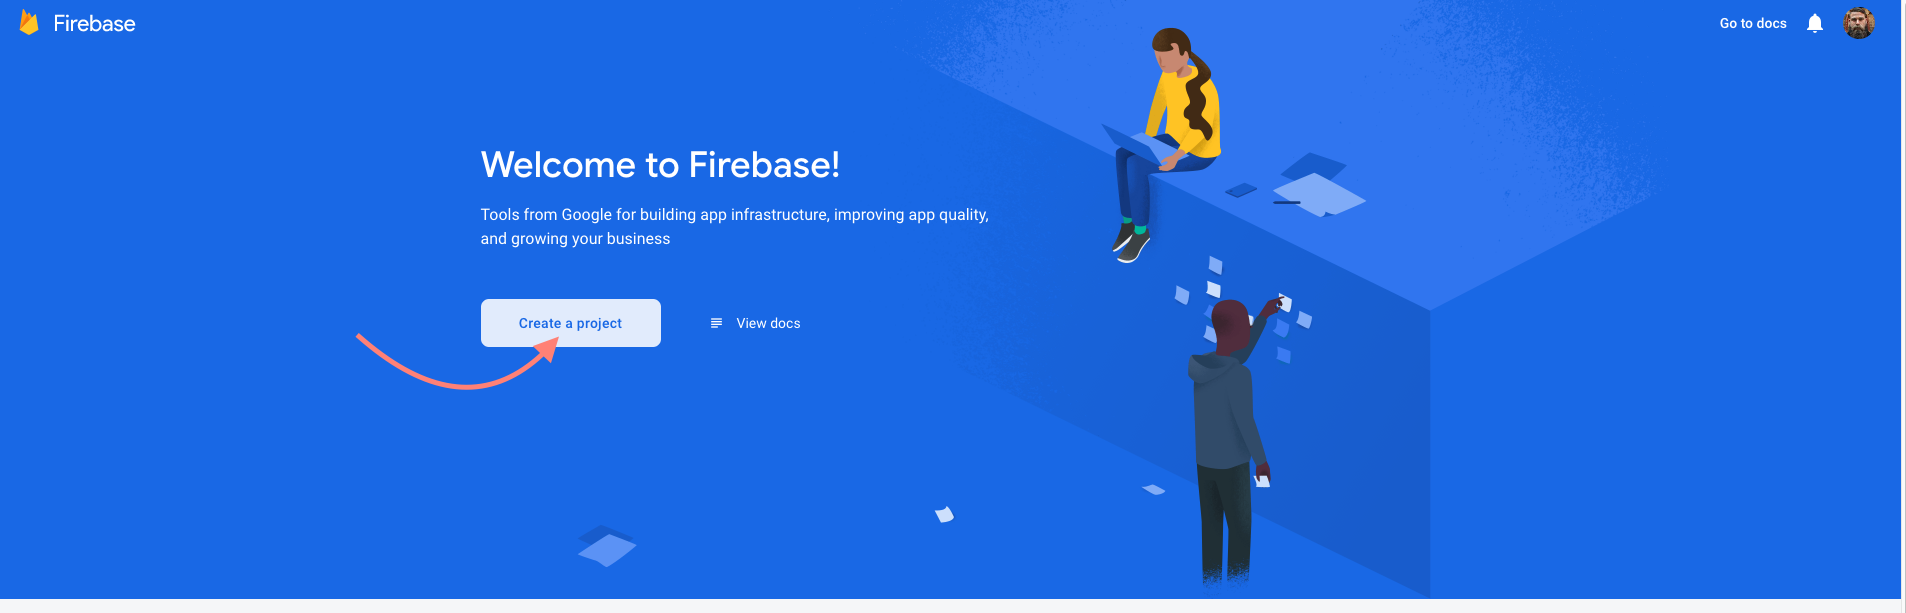 Firebase
Go to docs
Welcome to Firebase!
Tools from Google for building app infrastructure, improving app quality,
and growing your business
Create a project
View docs